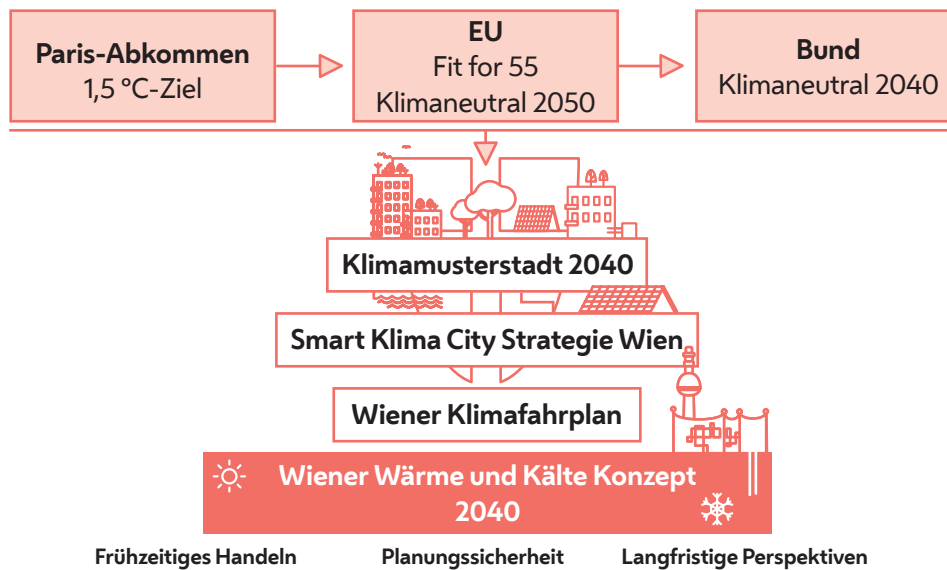 Paris-Abkommen
1,5 °C-Ziel
EU
Fit for 55
Klimaneutral 2050
Bund
Klimaneutral 2040
Klimamusterstadt 2040
Smart Klima City Strategie Wien
Wiener Klimafahrplan
Wiener Wärme und Kälte Konzept
2040
Frühzeitiges Handeln
Planungssicherheit
Langfristige Perspektiven